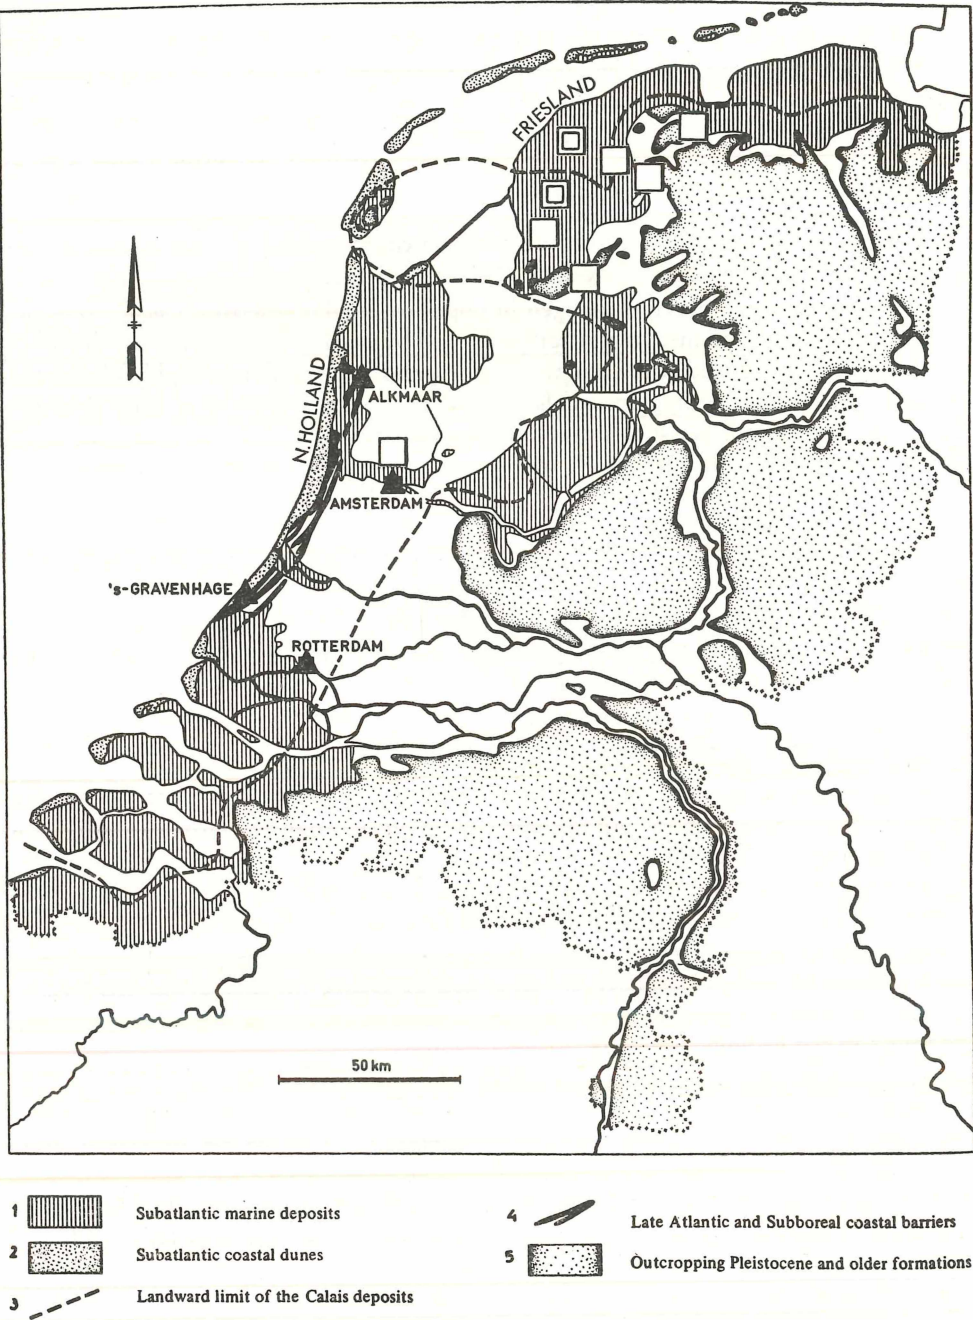 FRIESLAND
N.HOLLAND
ALKMAAR
AMSTERDAM
's-GRAVENHAGE
ROTTERDAM
50 km
1 Subatlantic marine deposits
2 Subatlantic coastal dunes
3 Landward limit of the Calais deposits
4 Late Atlantic and Subboreal coastal barriers
5 Outcropping Pleistocene and older formations